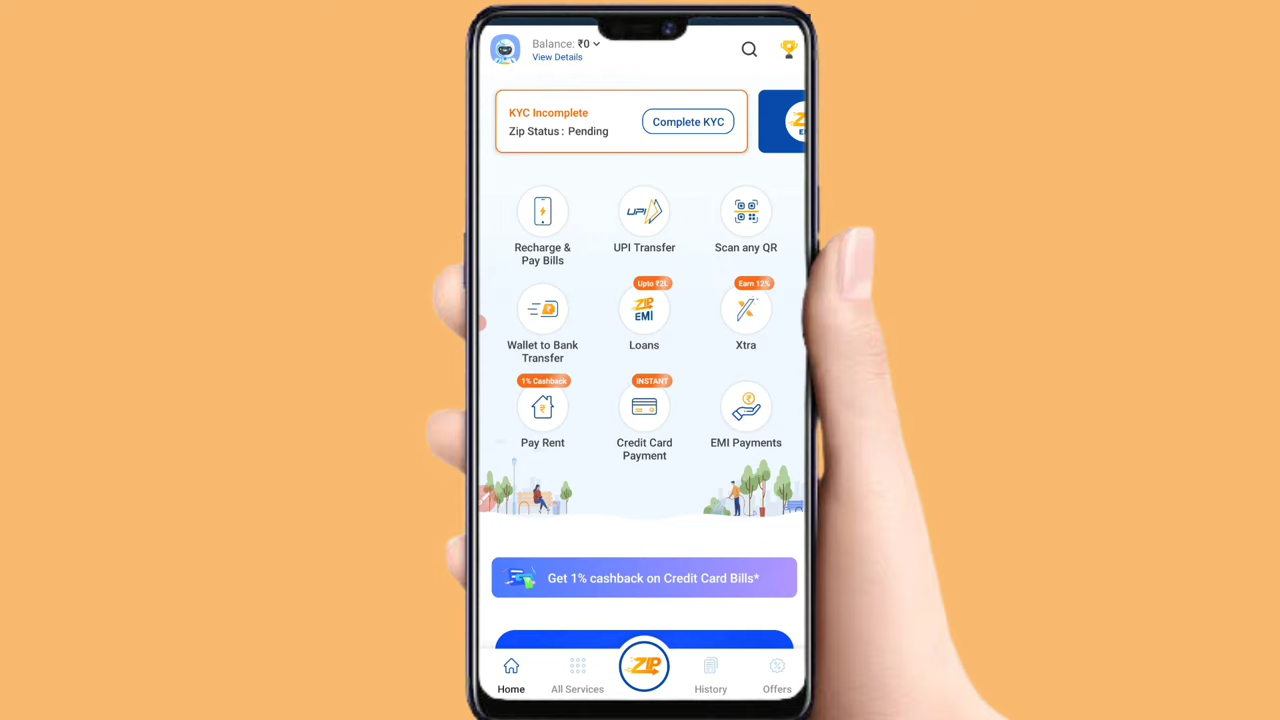 Balance: ₹0
View Details
KYC Incomplete
Zip Status : Pending
Complete KYC
ZIP
Recharge &
Pay Bills
UPI
UPI Transfer
Scan any QR
Wallet to Bank
Transfer
Upto ₹2L
ZIP
EMI
Loans
Earn 12%
Xtra
1% Cashback
Pay Rent
INSTANT
Credit Card
Payment
EMI Payments
Get 1% cashback on Credit Card Bills*
Home
All Services
ZIP
History
Offers